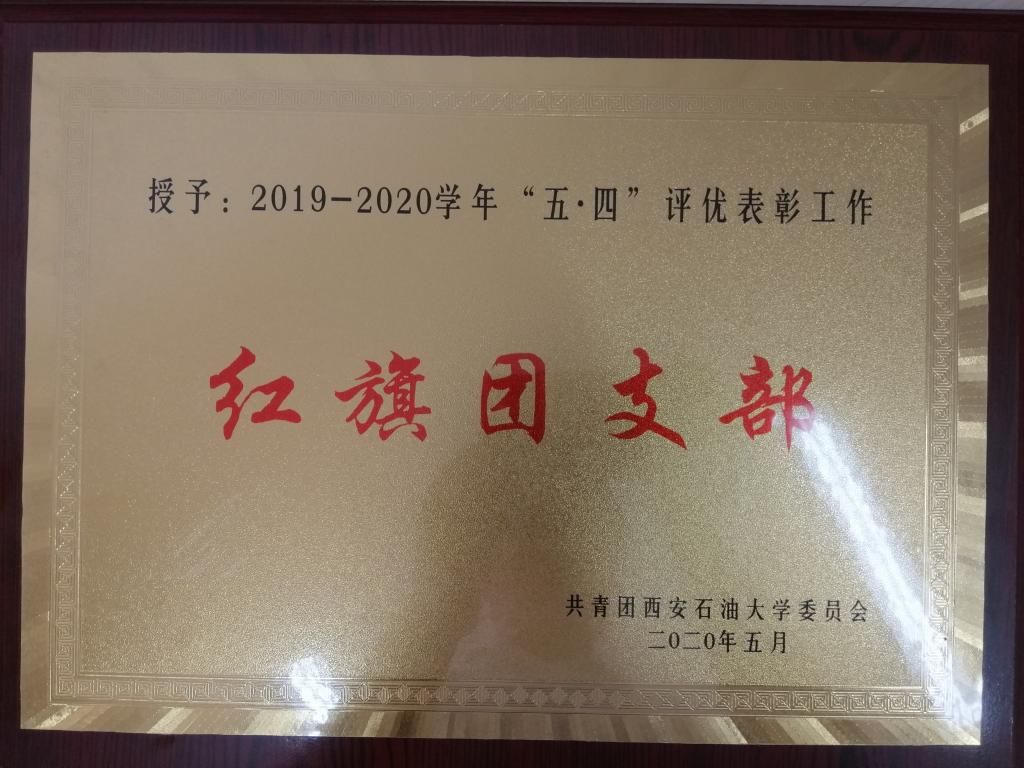 授予：2019-2020学年“五·四”评优表彰工作
红旗团支部
共青团西安石油大学委员会
二〇二〇年五月